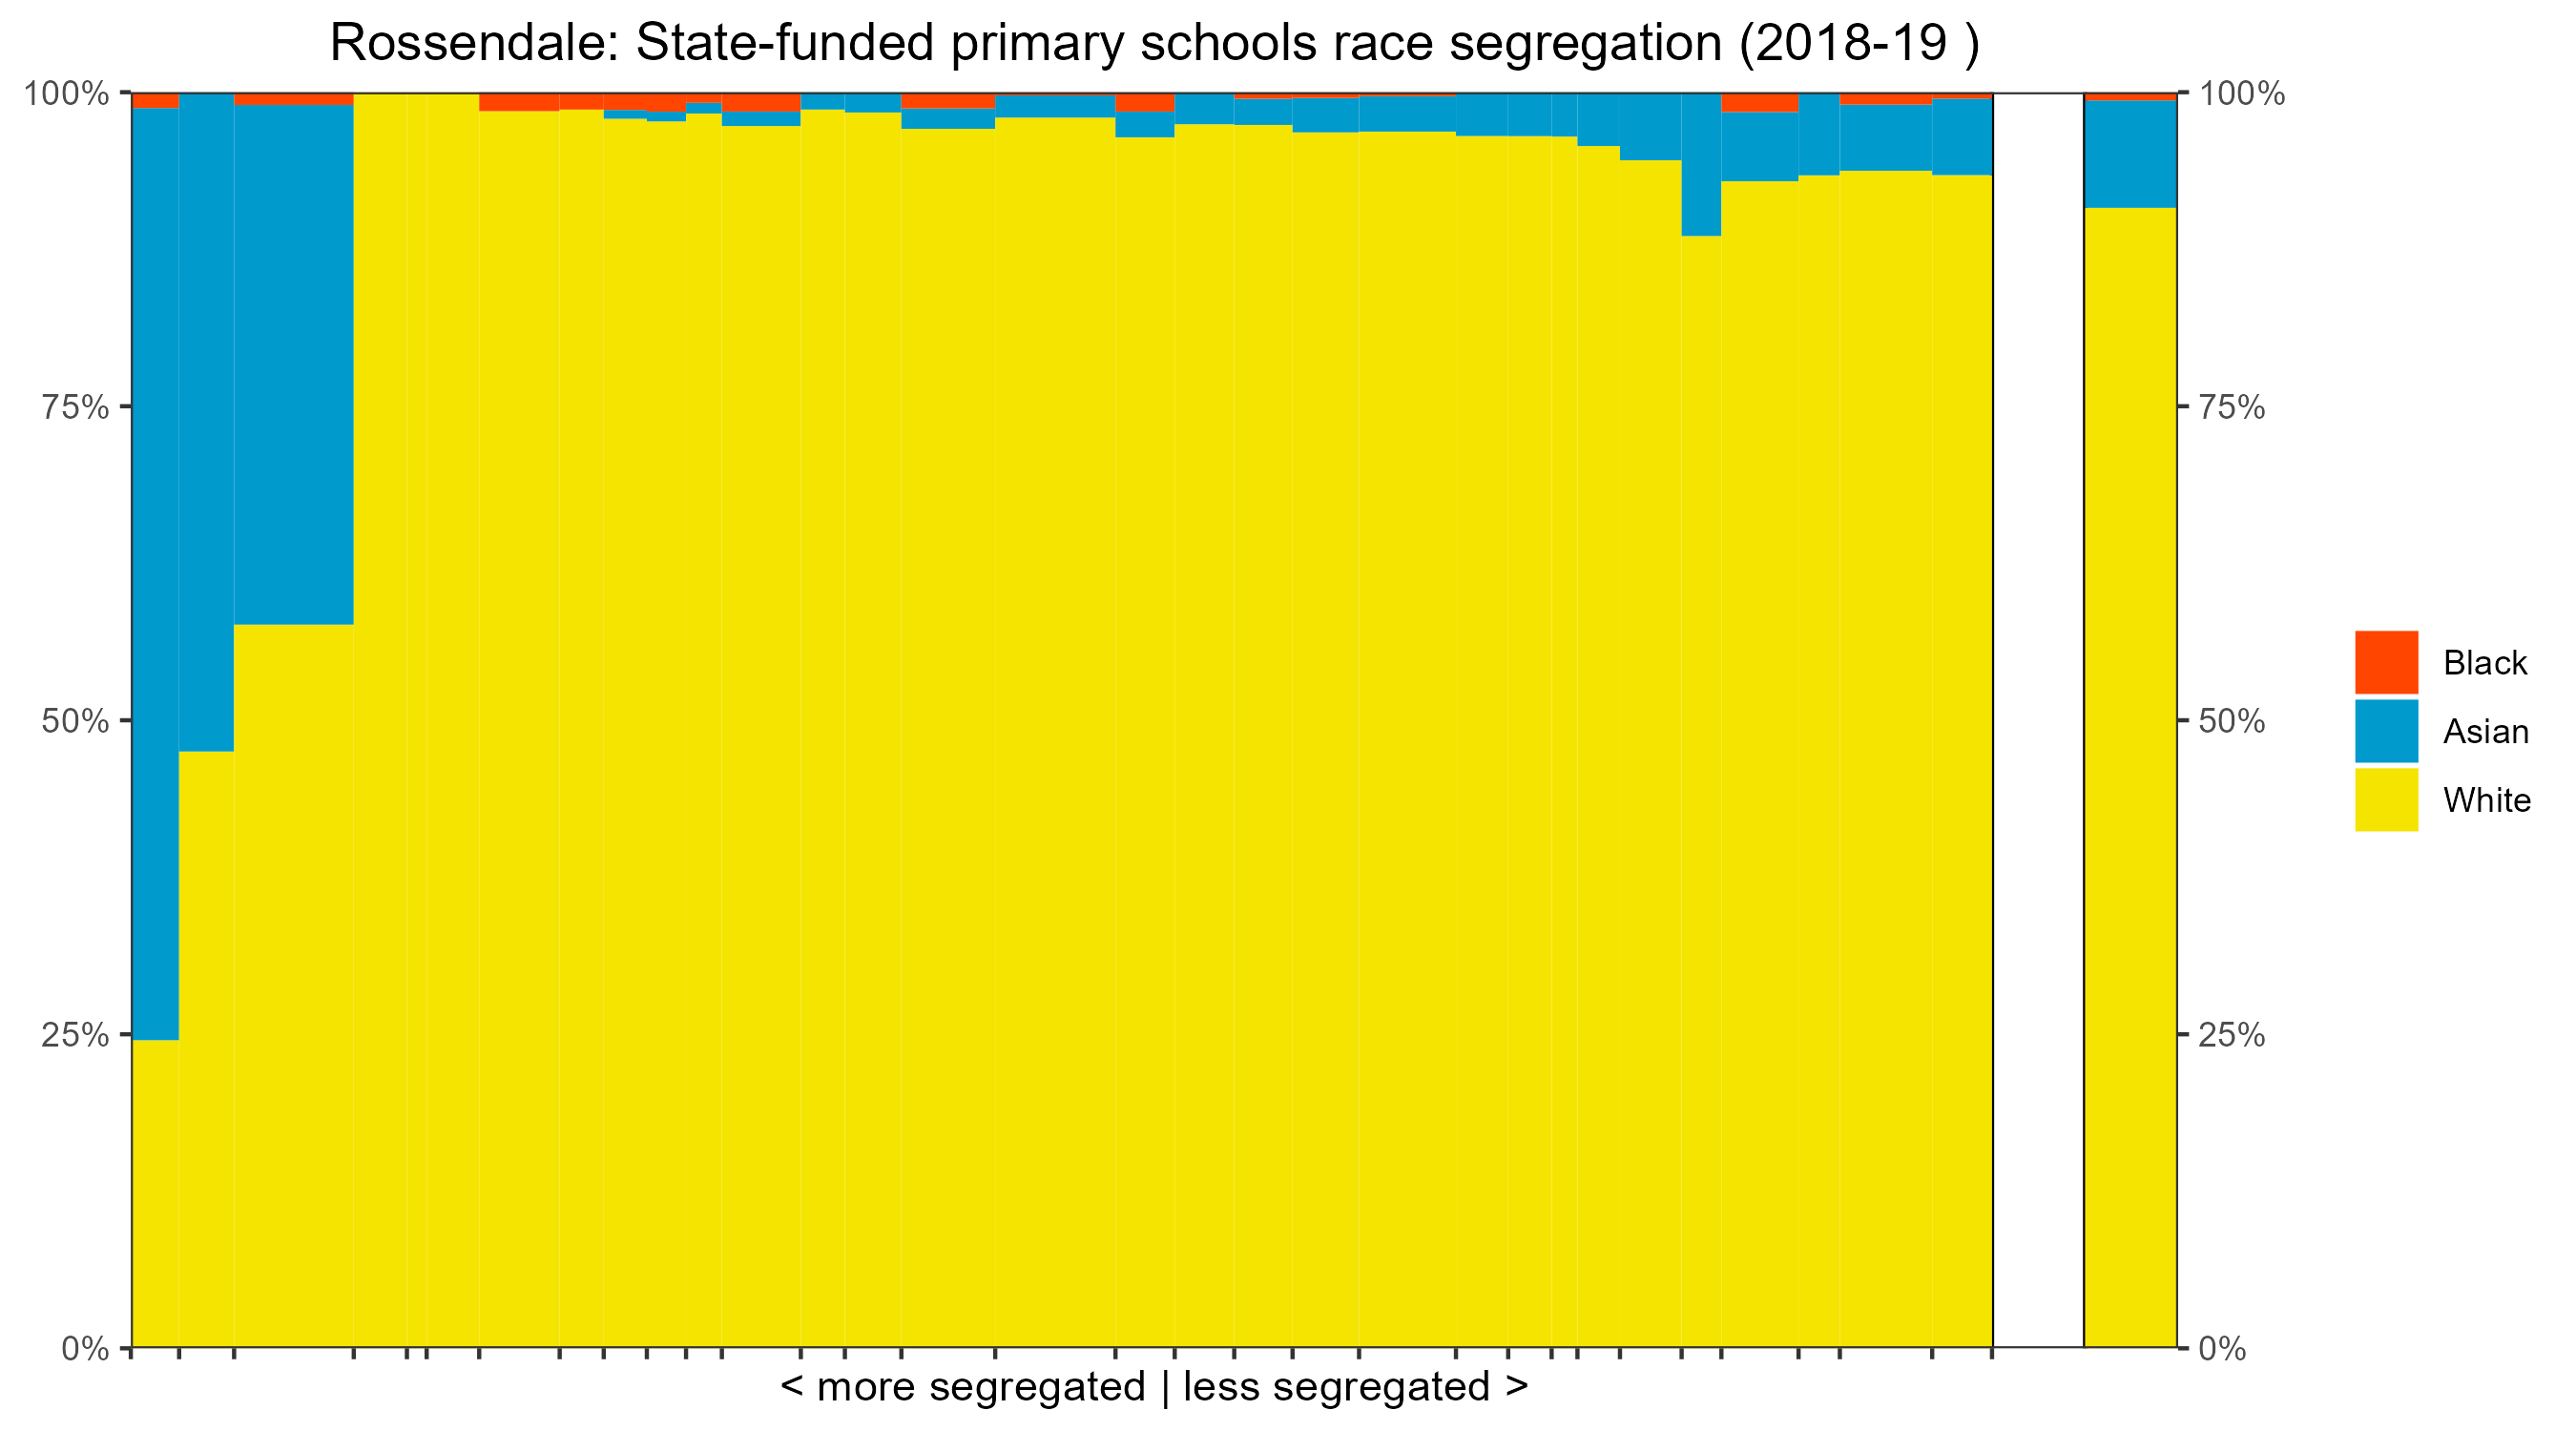 Rossendale: State-funded primary schools race segregation (2018-19 )
100%
75%
50%
25%
0%
100%
75%
50%
25%
0%
Black
Asian
White
< more segregated | less segregated >